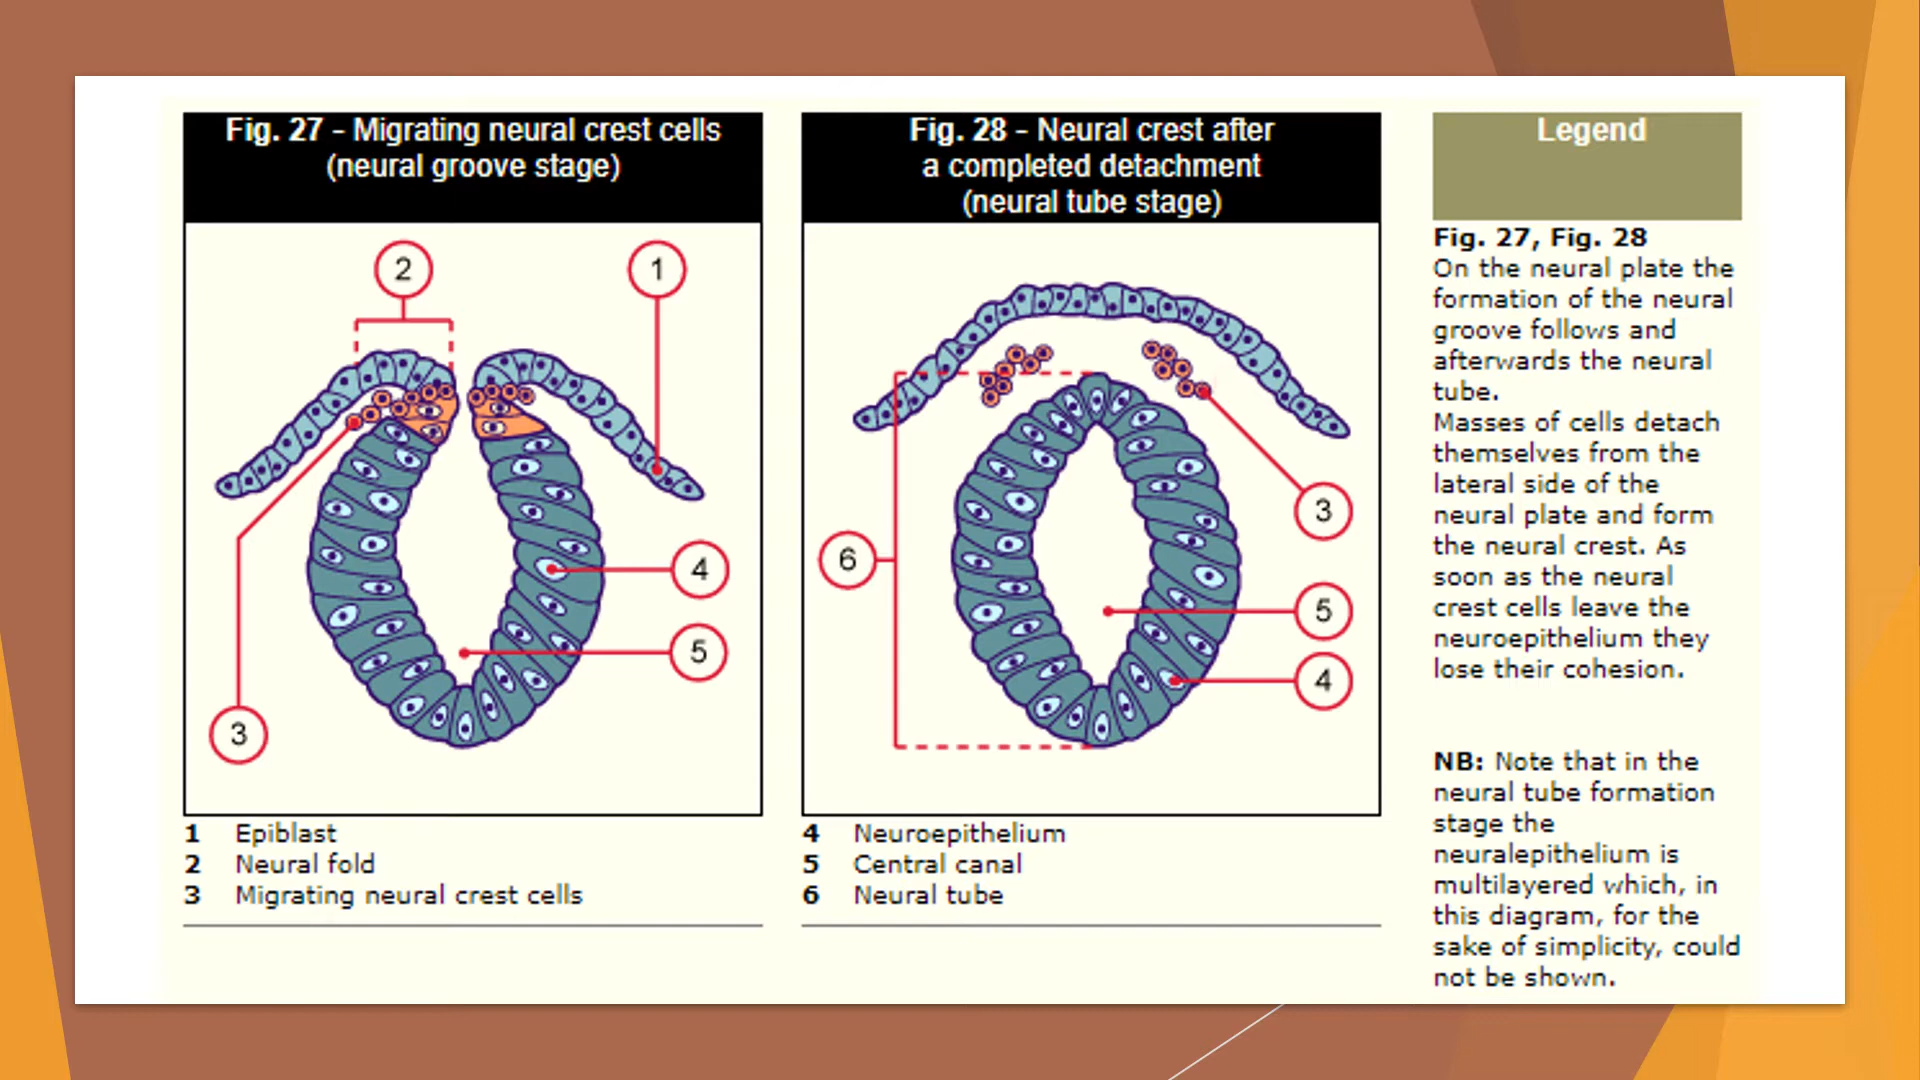 Fig. 27 - Migrating neural crest cells
(neural groove stage)
2
1
3
4
5
1 Epiblast
2 Neural fold
3 Migrating neural crest cells
Fig. 28 - Neural crest after
a completed detachment
(neural tube stage)
6
3
5
4
4 Neuroepithelium
5 Central canal
6 Neural tube
Legend
Fig. 27, Fig. 28
On the neural plate the
formation of the neural
groove follows and
afterwards the neural
tube.
Masses of cells detach
themselves from the
lateral side of the
neural plate and form
the neural crest. As
soon as the neural
crest cells leave the
neuroepithelium they
lose their cohesion.
NB: Note that in the
neural tube formation
stage the
neuralepithelium is
multilayered which, in
this diagram, for the
sake of simplicity, could
not be shown.